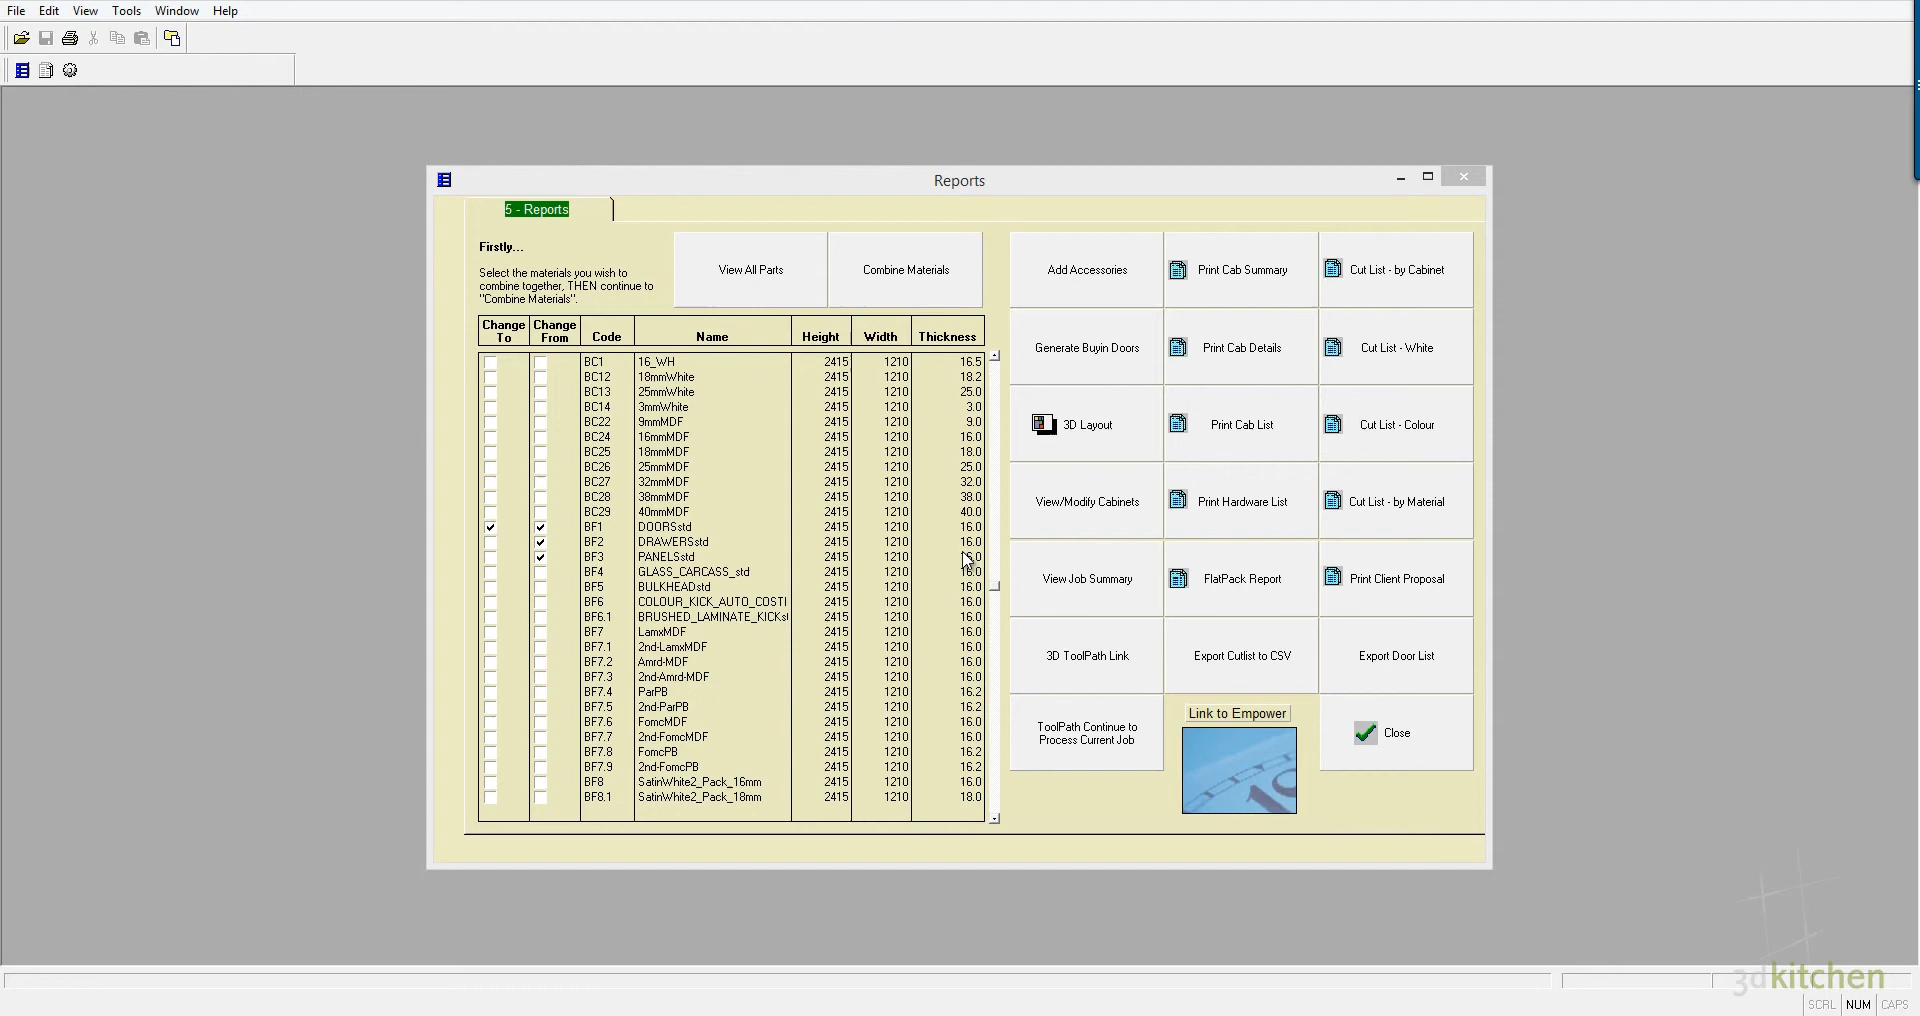 File Edit View Tools Window Help
Reports
5 - Reports
Firstly...
Select the materials you wish to
combine together, THEN continue to
"Combine Materials".
View All Parts
Combine Materials
Change To Change From Code Name Height Width Thickness
BC1 16_WH 2415 1210 16.5
BC12 18mmWhite 2415 1210 18.2
BC13 25mmWhite 2415 1210 25.0
BC14 3mmWhite 2415 1210 3.0
BC22 9mmMDF 2415 1210 9.0
BC24 16mmMDF 2415 1210 16.0
BC25 18mmMDF 2415 1210 18.0
BC26 25mmMDF 2415 1210 25.0
BC27 32mmMDF 2415 1210 32.0
BC28 38mmMDF 2415 1210 38.0
BC29 40mmMDF 2415 1210 40.0
BF1 DOORSstd 2415 1210 16.0
BF2 DRAWERSstd 2415 1210 16.0
BF3 PANELSstd 2415 1210
BF4 GLASS_CARCASS_std 2415 1210 16.0
BF5 BULKHEADstd 2415 1210 16.0
BF6 COLOUR_KICK_AUTO_COSTI 2415 1210 16.0
BF6.1 BRUSHED_LAMINATE_KICKs 2415 1210 16.0
BF7 LamxMDF 2415 1210 16.0
BF7.1 2nd-LamxMDF 2415 1210 16.0
BF7.2 Amrd-MDF 2415 1210 16.0
BF7.3 2nd-Amrd-MDF 2415 1210 16.0
BF7.4 ParPB 2415 1210 16.2
BF7.5 2nd-ParPB 2415 1210 16.2
BF7.6 FomcMDF 2415 1210 16.0
BF7.7 2nd-FomcMDF 2415 1210 16.0
BF7.8 FomcPB 2415 1210 16.2
BF7.9 2nd-FomcPB 2415 1210 16.2
BF8 SatinWhite2_Pack_16mm 2415 1210 16.0
BF8.1 SatinWhite2_Pack_18mm 2415 1210 18.0
Add Accessories
Print Cab Summary
Cut List - by Cabinet
Generate Buyin Doors
Print Cab Details
Cut List - White
3D Layout
Print Cab List
Cut List - Colour
View/Modify Cabinets
Print Hardware List
Cut List - by Material
View Job Summary
FlatPack Report
Print Client Proposal
3D ToolPath Link
Export Cutlist to CSV
Export Door List
ToolPath Continue to
Process Current Job
Link to Empower
Close
3dkitchen
SCRL NUM CAPS